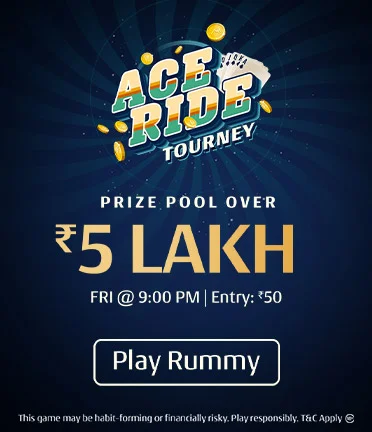 ACE
RIDE
TOURNEY
PRIZE POOL OVER
₹5 LAKH
FRI @ 9:00 PM | Entry: ₹50
Play Rummy
This game may be habit-forming or financially risky. Play responsibly. T&C Apply